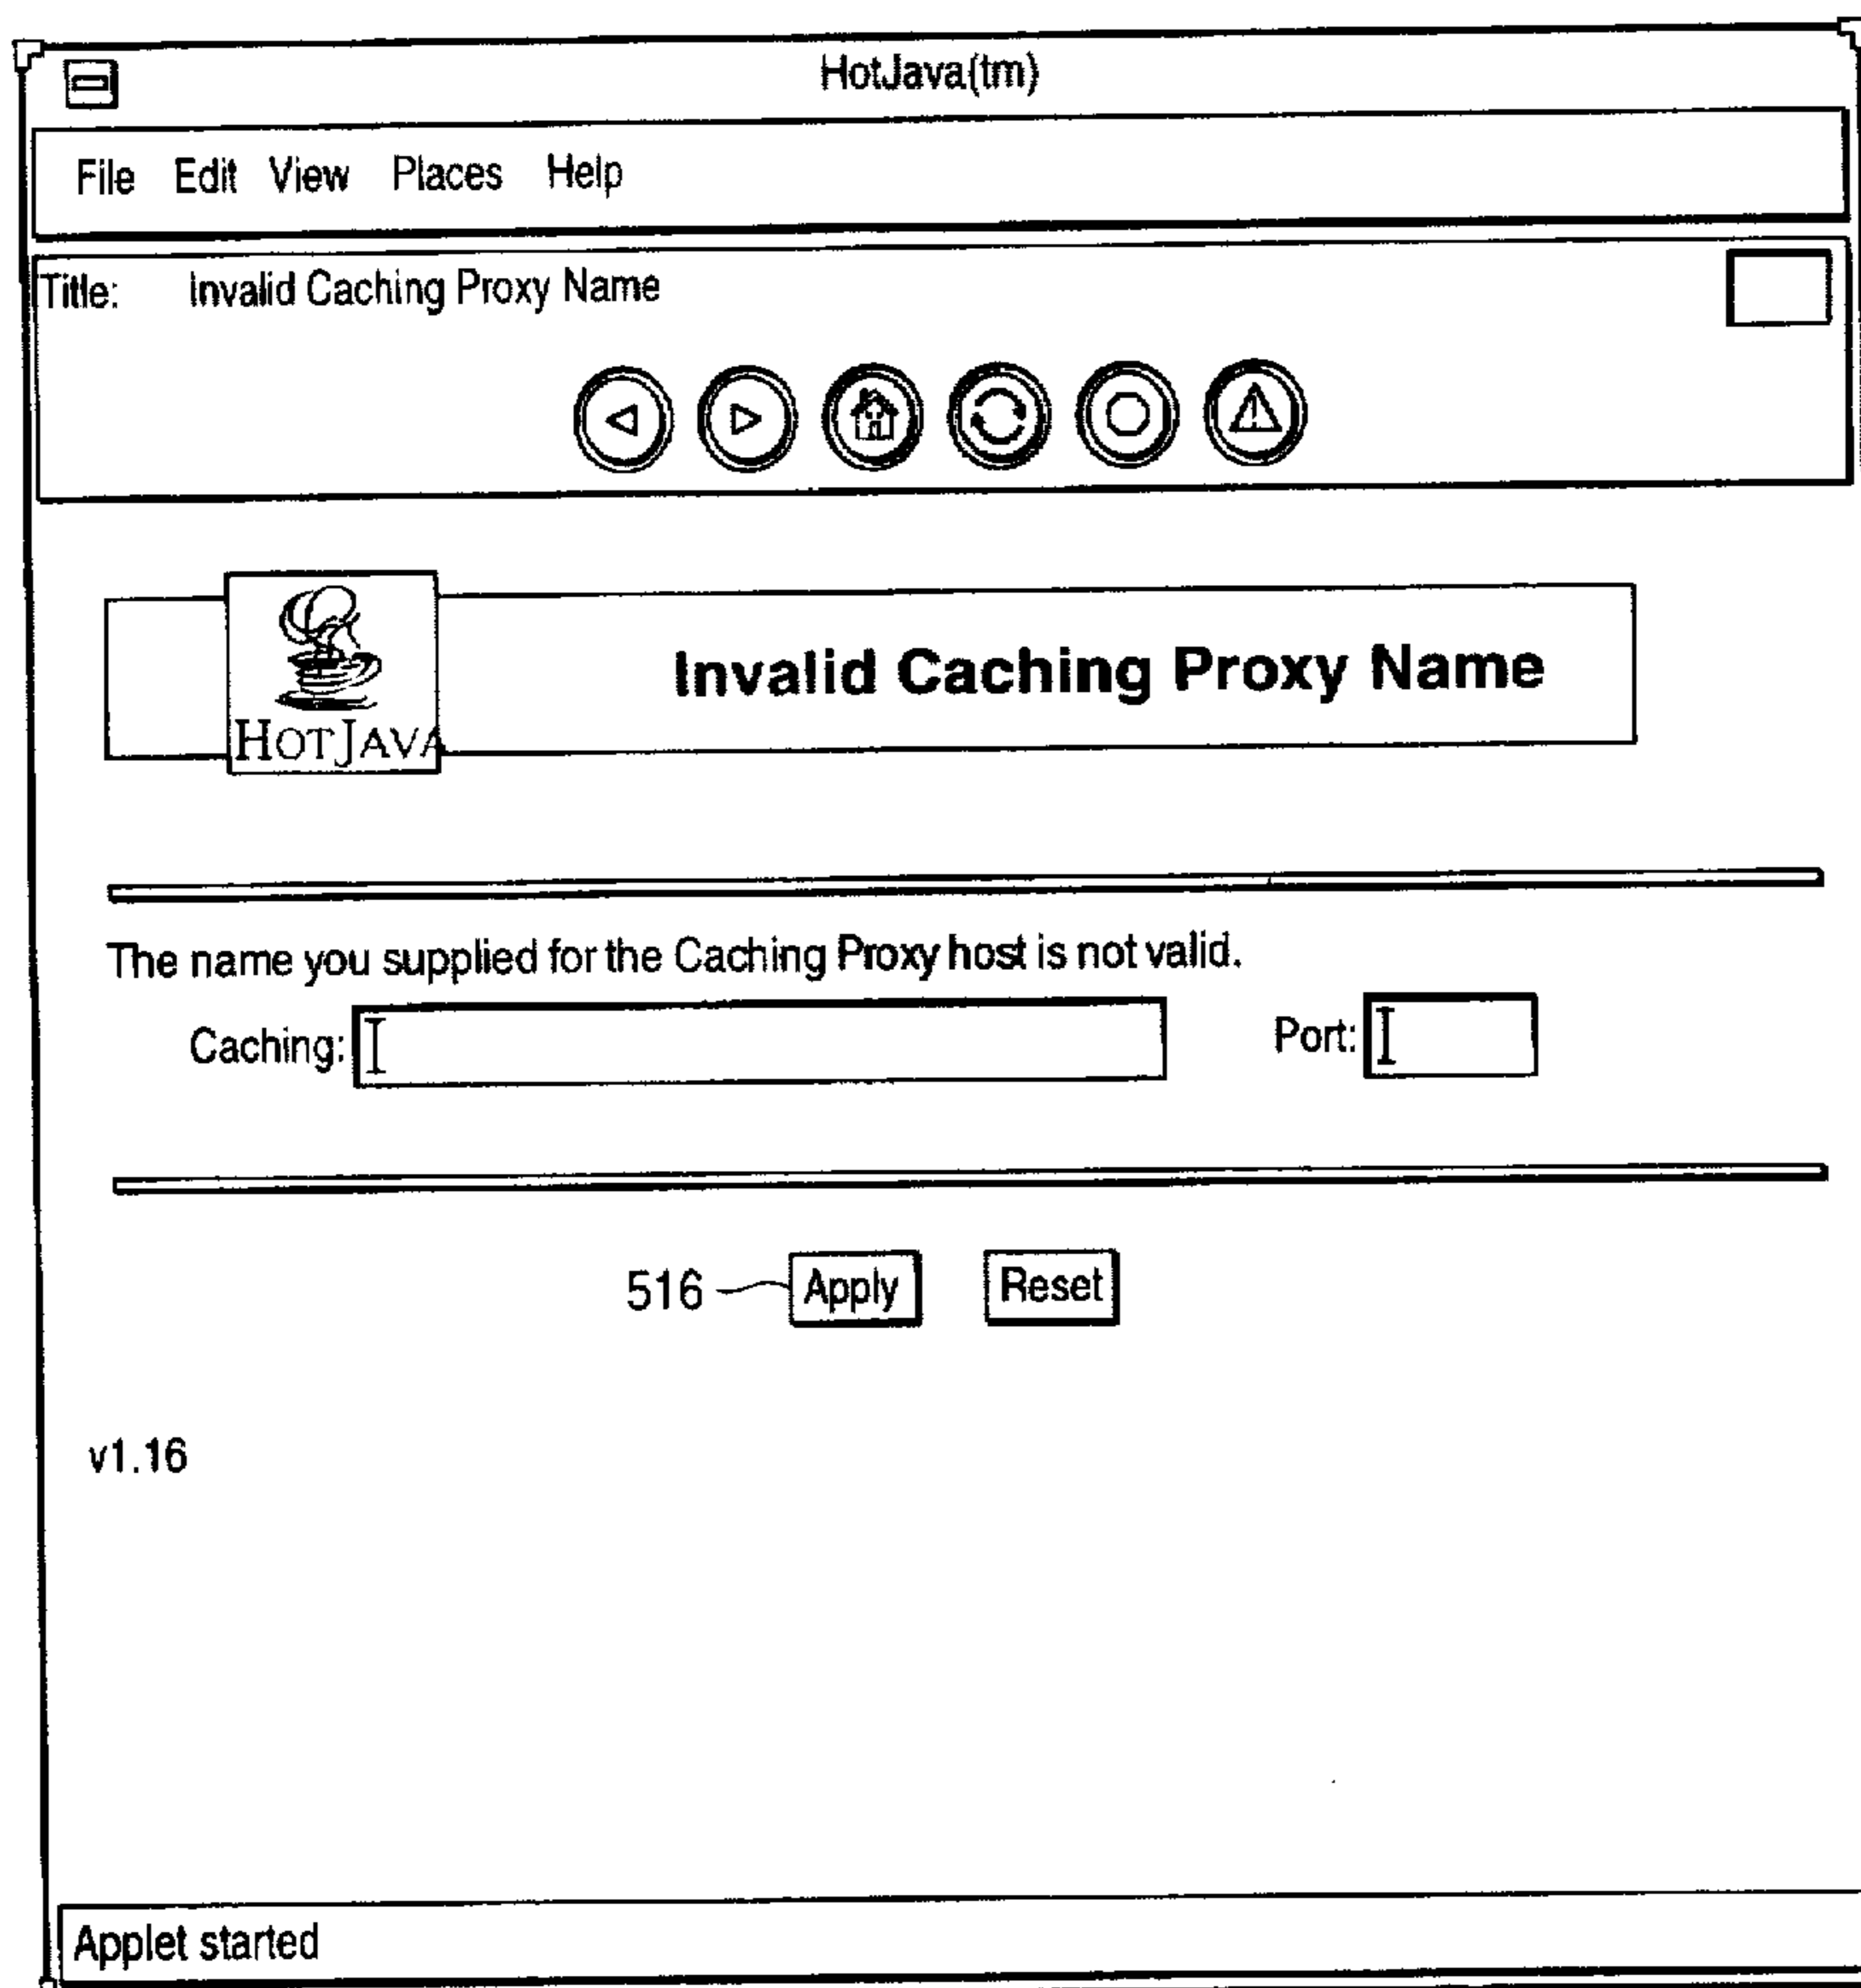 HotJava(tm)
File Edit View Places Help
Title: Invalid Caching Proxy Name
HOTJAVA
Invalid Caching Proxy Name
The name you supplied for the Caching Proxy host is not valid.
Caching: Port:
516 Apply Reset
v1.16
Applet started